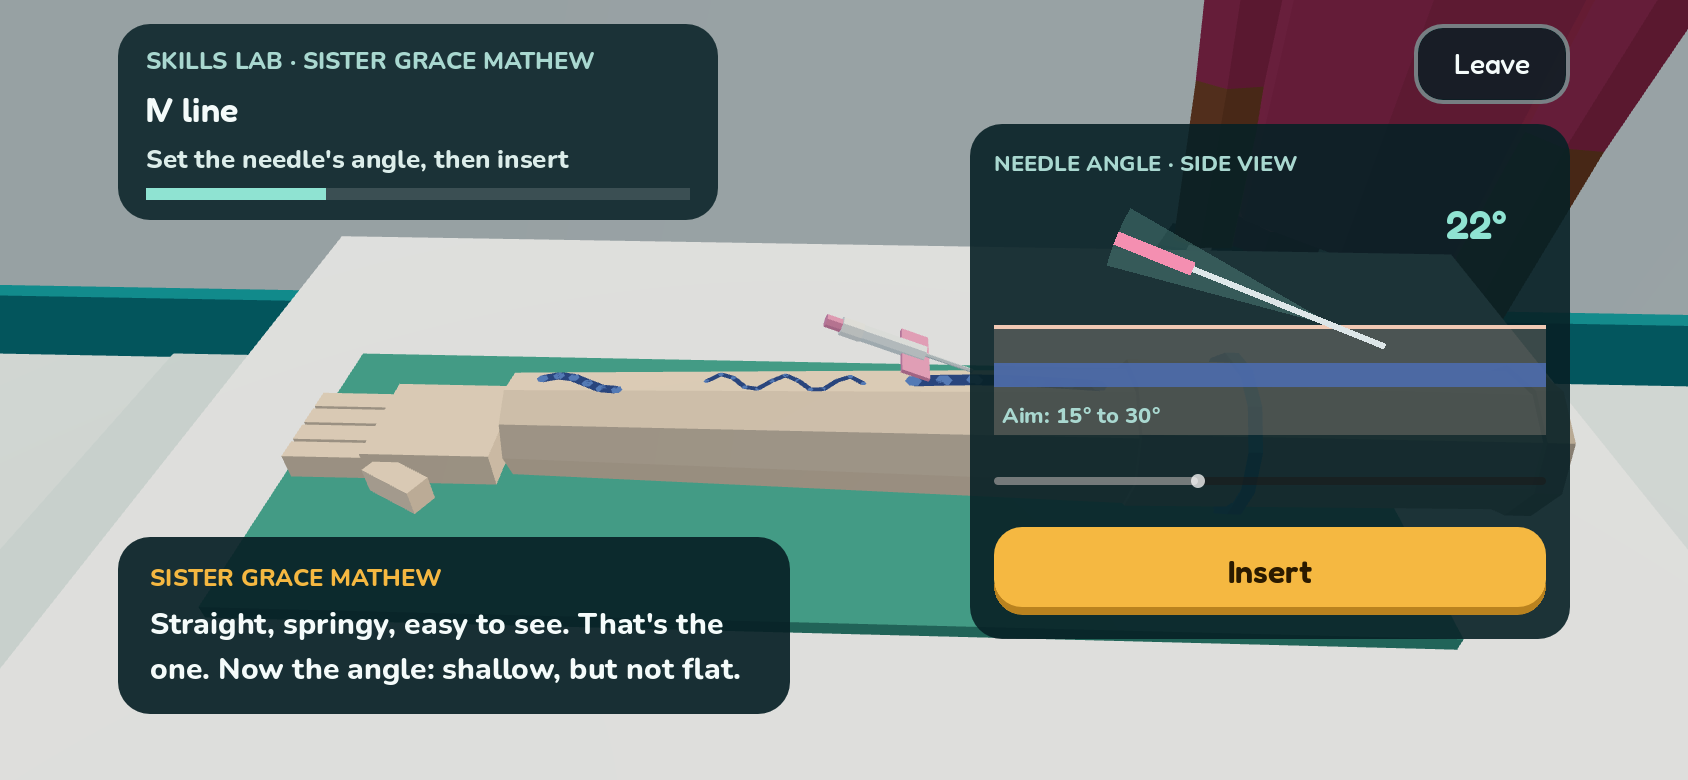 SKILLS LAB · SISTER GRACE MATHEW
IV line
Set the needle's angle, then insert
Leave
NEEDLE ANGLE · SIDE VIEW
22°
Aim: 15° to 30°
Insert
SISTER GRACE MATHEW
Straight, springy, easy to see. That's the
one. Now the angle: shallow, but not flat.